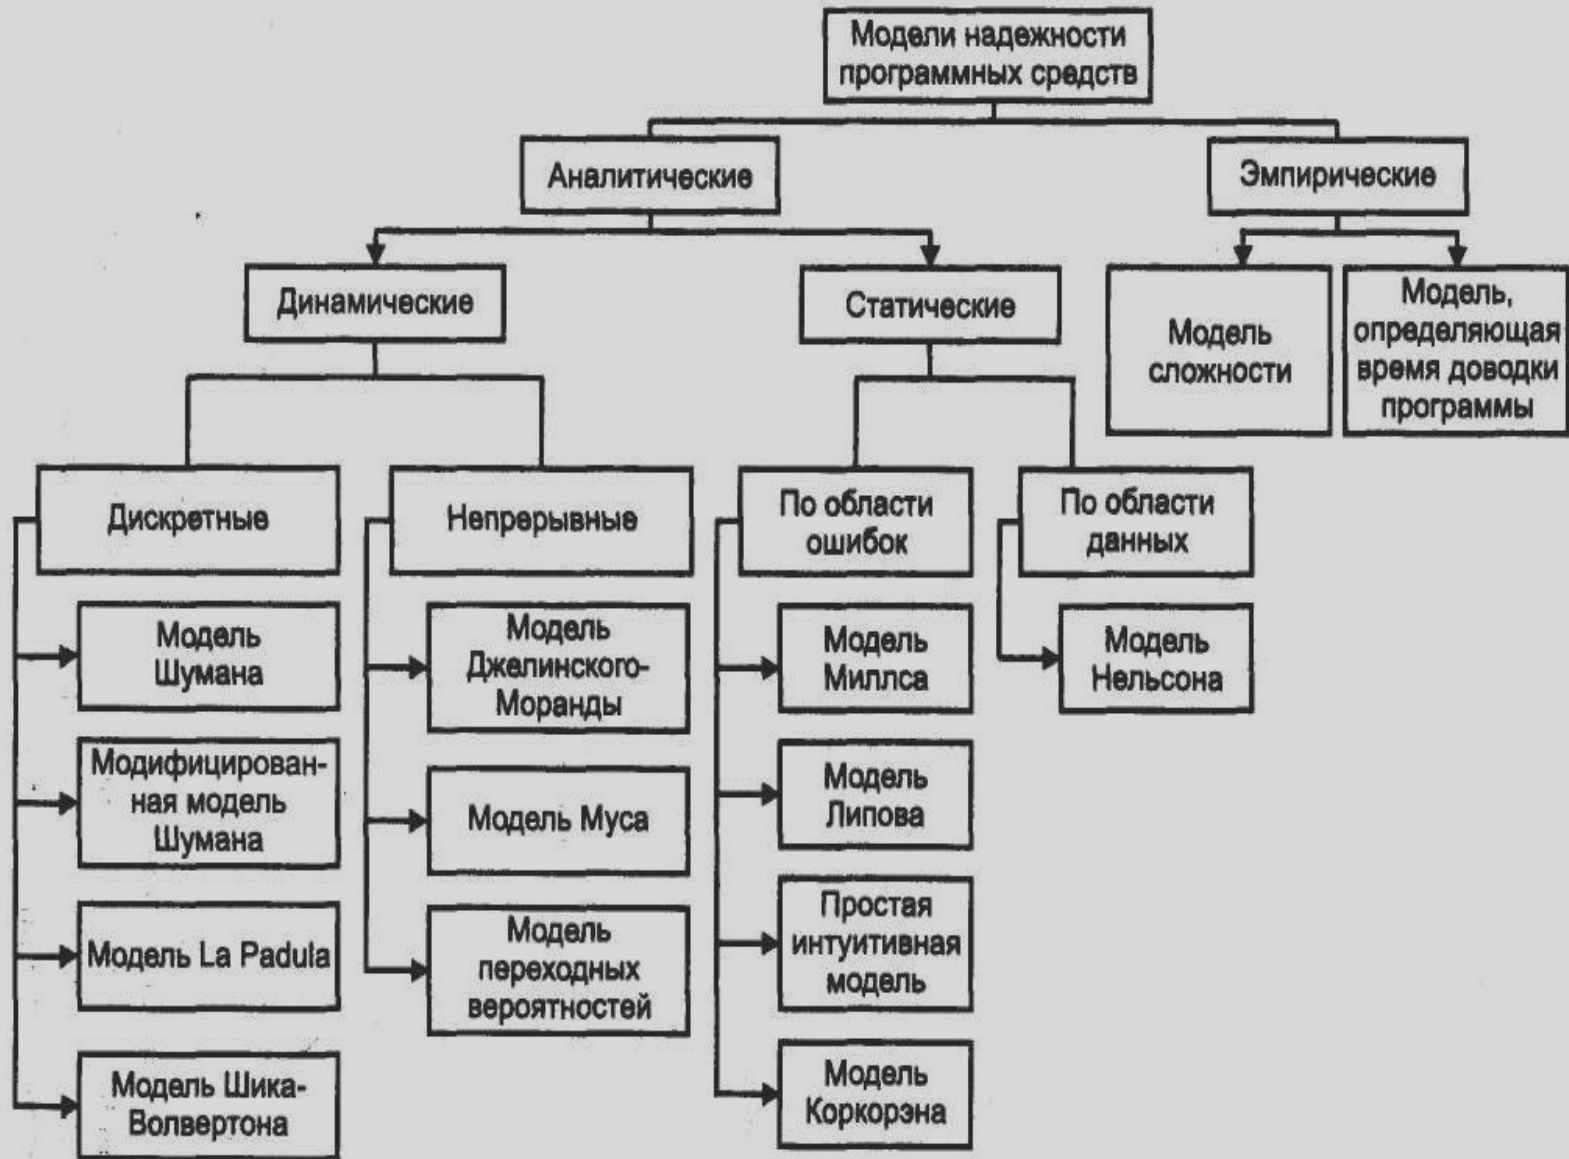 Модели надежности
программных средств
Аналитические
Эмпирические
Динамические
Статические
Модель
сложности
Модель,
определяющая
время доводки
программы
Дискретные
Непрерывные
По области
ошибок
По области
данных
Модель
Шумана
Модифицирован-
ная модель
Шумана
Модель La Padula
Модель Шика-
Волвертона
Модель
Джелинского-
Моранды
Модель Муса
Модель
переходных
вероятностей
Модель
Миллса
Модель
Липова
Простая
интуитивная
модель
Модель
Коркорэна
Модель
Нельсона